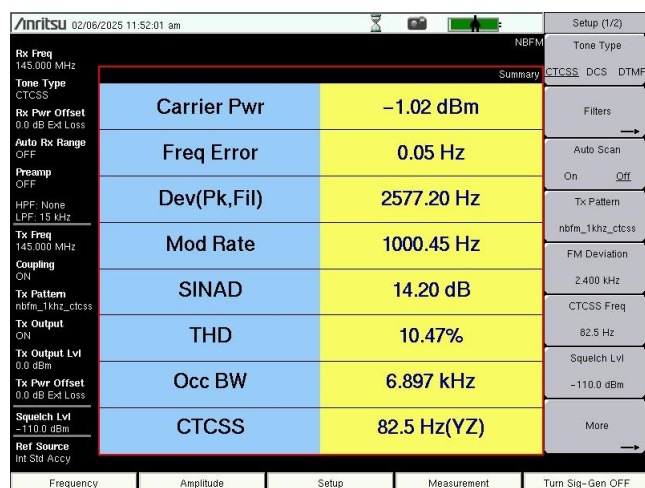 Anritsu 02/06/2025 11:52:01 am
Setup (1/2)
NBFM
Rx Freq
145.000 MHz
Tone Type
CTCSS
Rx Pwr Offset
0.0 dB Ext Loss
Auto Rx Range
OFF
Preamp
OFF
HPF: None
LPF: 15 kHz
Tx Freq
145.000 MHz
Coupling
ON
Tx Pattern
nbfm_1khz_ctcss
Tx Output
ON
Tx Output Lvl
0.0 dBm
Tx Pwr Offset
0.0 dB Ext Loss
Squelch Lvl
-110.0 dBm
Ref Source
Int Std Accy
Summary
Carrier Pwr -1.02 dBm
Freq Error 0.05 Hz
Dev(Pk,Fil) 2577.20 Hz
Mod Rate 1000.45 Hz
SINAD 14.20 dB
THD 10.47%
Occ BW 6.897 kHz
CTCSS 82.5 Hz(YZ)
Tone Type
CTCSS DCS DTMF
Filters
Auto Scan
On Off
Tx Pattern
nbfm_1khz_ctcss
FM Deviation
2.400 kHz
CTCSS Freq
82.5 Hz
Squelch Lvl
-110.0 dBm
More
Frequency Amplitude Setup Measurement Turn Sig-Gen OFF